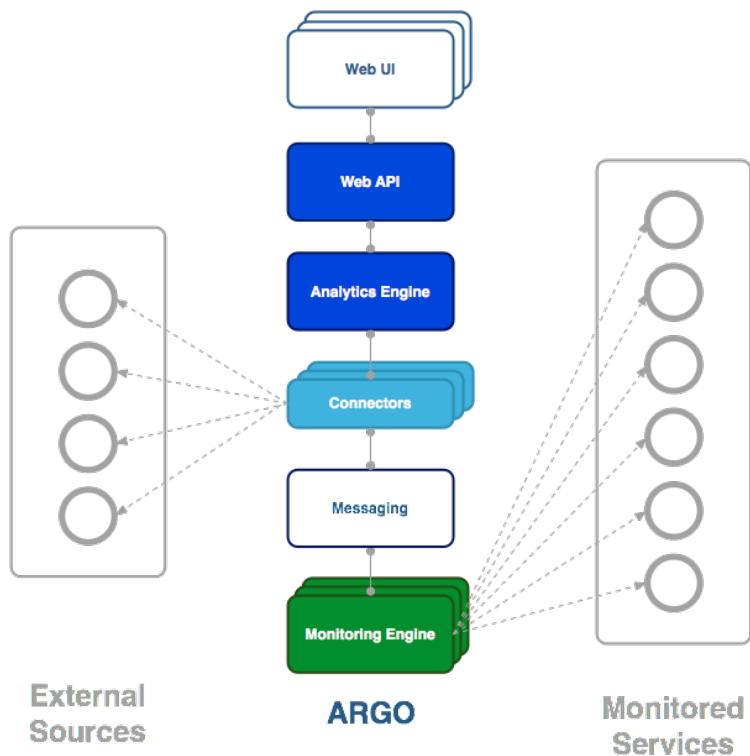 Web UI
Web API
Analytics Engine
Connectors
Messaging
Monitoring Engine
External
Sources
ARGO
Monitored
Services